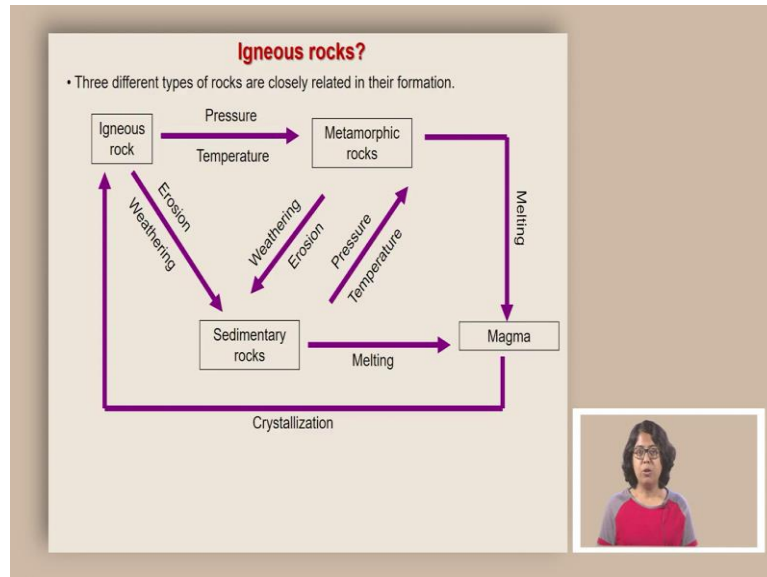 Igneous rocks?
• Three different types of rocks are closely related in their formation.
Igneous
rock
Pressure
Temperature
Metamorphic
rocks
Erosion
Weathering
Weathering
Erosion
Pressure
Temperature
Melting
Sedimentary
rocks
Melting
Magma
Crystallization